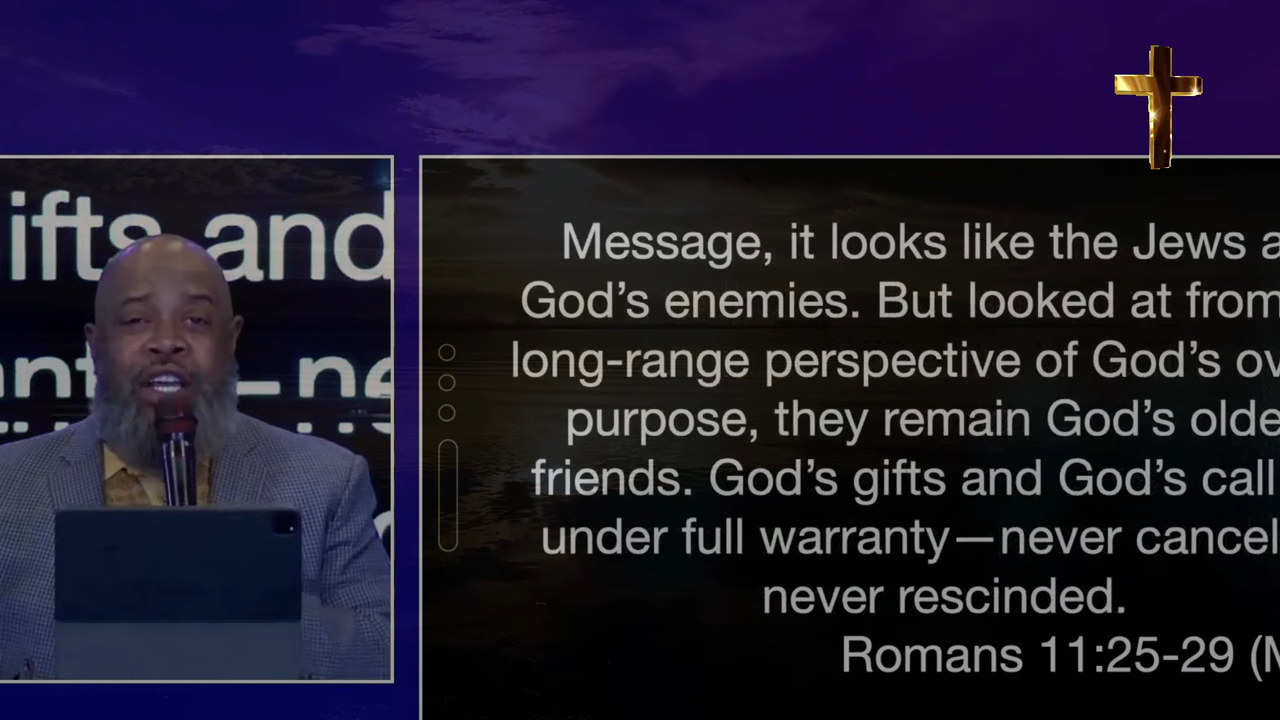 ifts and
Message, it looks like the Jews a
God’s enemies. But looked at from
long-range perspective of God’s ov
purpose, they remain God’s olde
friends. God’s gifts and God’s call
under full warranty—never cancel
never rescinded.
Romans 11:25-29 (M